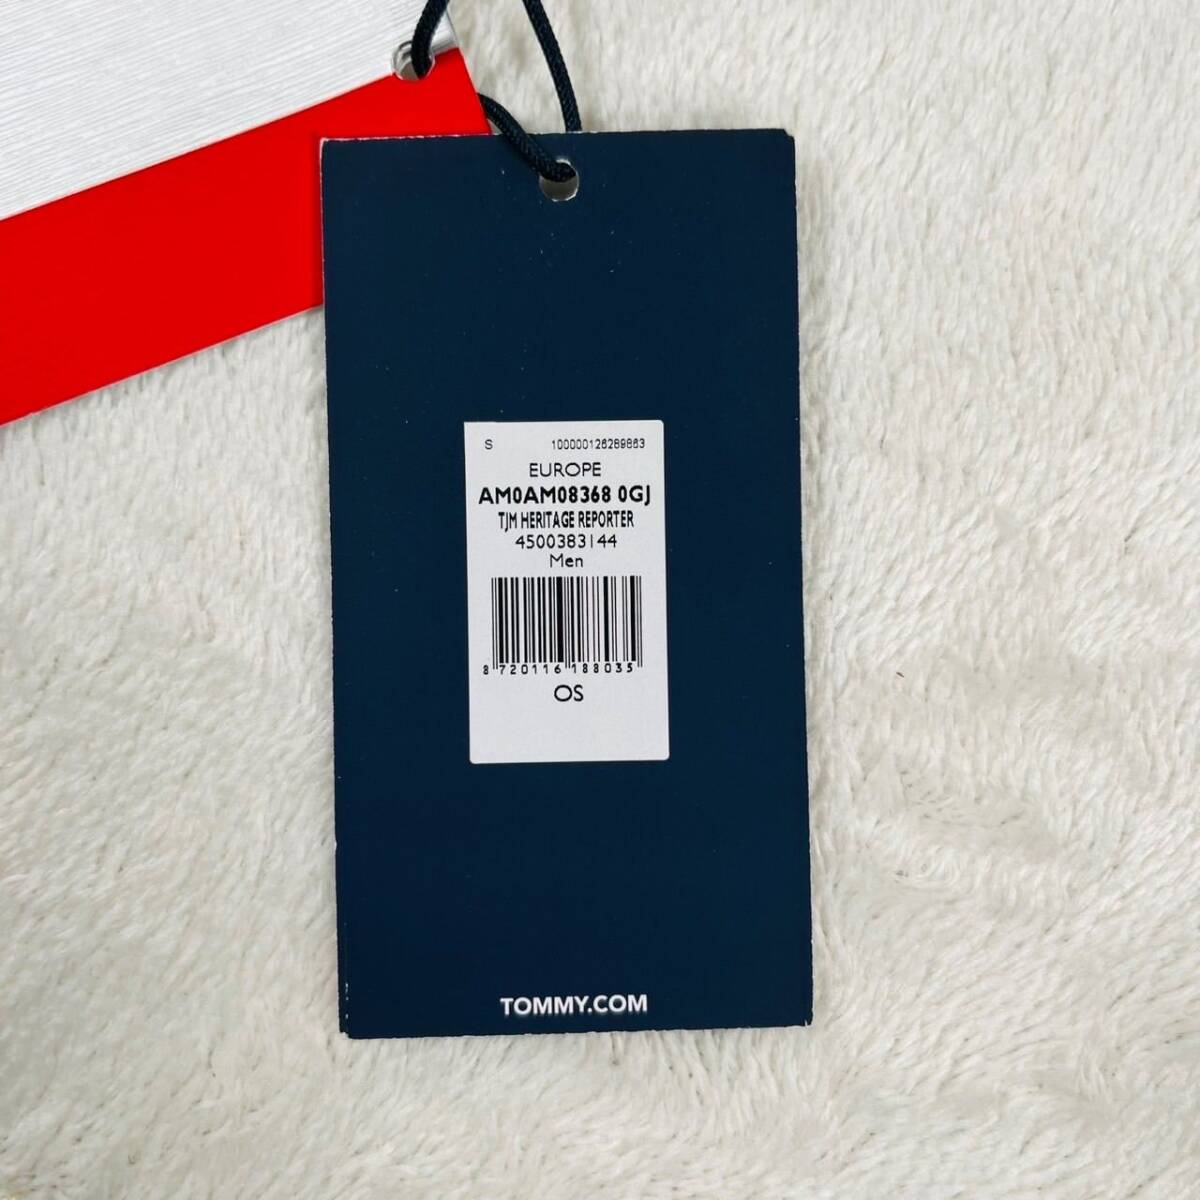 S 100000126289863
EUROPE
AM0AM08368 0GJ
TJM HERITAGE REPORTER
4500383144
Men
8 720116 188035
OS
TOMMY.COM